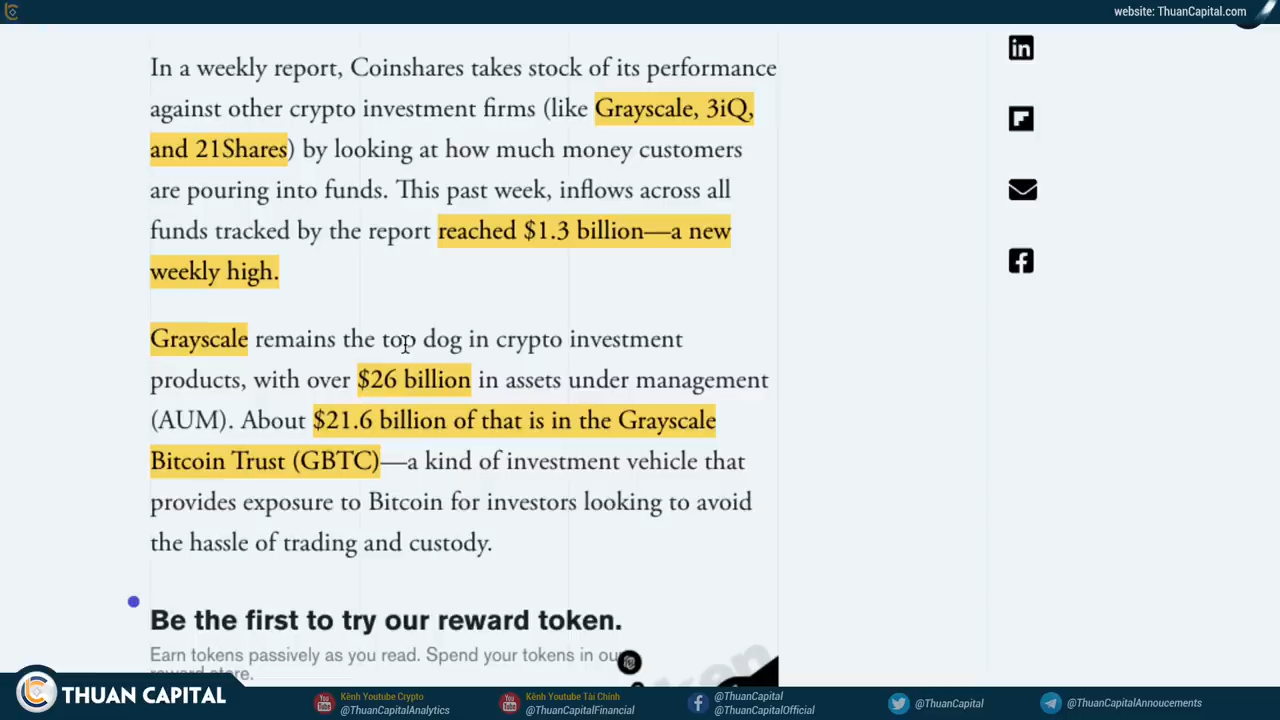 website: ThuanCapital.com
In a weekly report, Coinshares takes stock of its performance
against other crypto investment firms (like Grayscale, 3iQ,
and 21Shares) by looking at how much money customers
are pouring into funds. This past week, inflows across all
funds tracked by the report reached $1.3 billion—a new
weekly high.
Grayscale remains the top dog in crypto investment
products, with over $26 billion in assets under management
(AUM). About $21.6 billion of that is in the Grayscale
Bitcoin Trust (GBTC)—a kind of investment vehicle that
provides exposure to Bitcoin for investors looking to avoid
the hassle of trading and custody.
Be the first to try our reward token.
Earn tokens passively as you read. Spend your tokens in our
reward store.
THUAN CAPITAL
Kênh Youtube Crypto
@ThuanCapitalAnalytics
Kênh Youtube Tài Chính
@ThuanCapitalFinancial
@ThuanCapital
@ThuanCapitalOfficial
@ThuanCapital
@ThuanCapitalAnnoucements